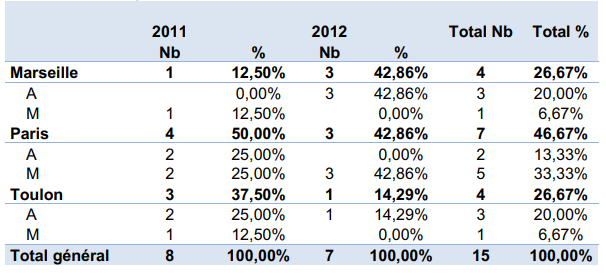 2011 2012 Total Nb Total %
Nb % Nb %
Marseille 1 12,50% 3 42,86% 4 26,67%
A 0,00% 3 42,86% 3 20,00%
M 1 12,50% 0,00% 1 6,67%
Paris 4 50,00% 3 42,86% 7 46,67%
A 2 25,00% 0,00% 2 13,33%
M 2 25,00% 3 42,86% 5 33,33%
Toulon 3 37,50% 1 14,29% 4 26,67%
A 2 25,00% 1 14,29% 3 20,00%
M 1 12,50% 0,00% 1 6,67%
Total général 8 100,00% 7 100,00% 15 100,00%